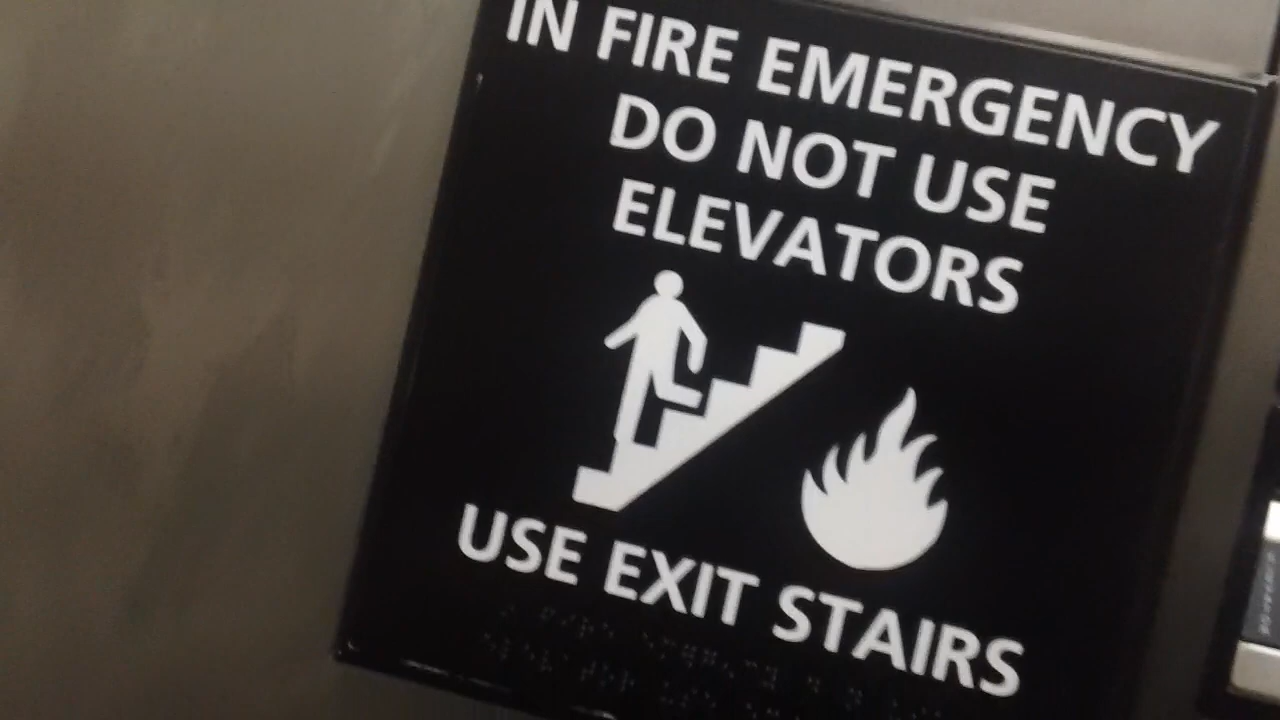 IN FIRE EMERGENCY
DO NOT USE
ELEVATORS
USE EXIT STAIRS